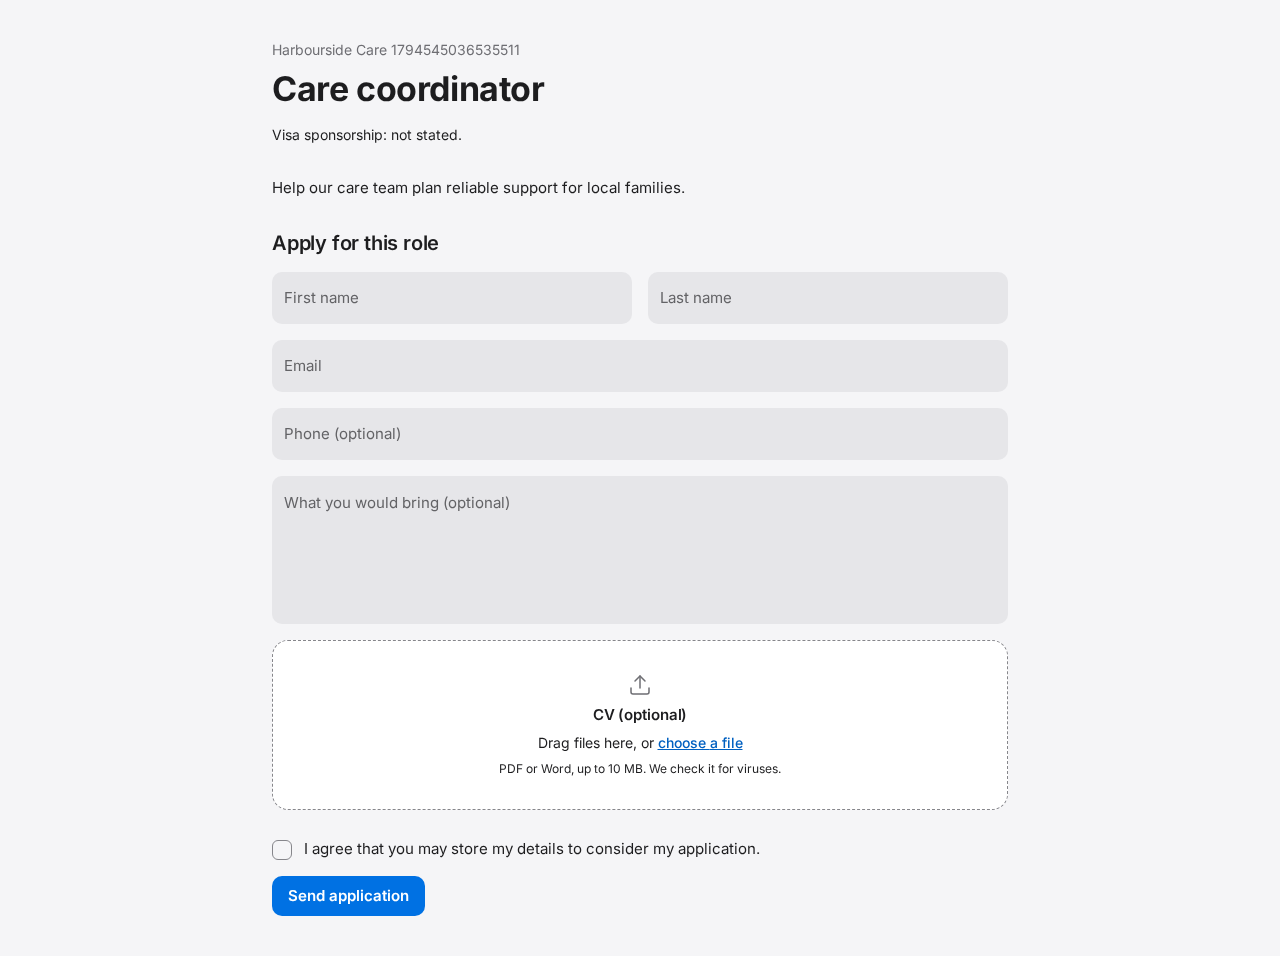 Harbourside Care 1794545036535511
Care coordinator
Visa sponsorship: not stated.
Help our care team plan reliable support for local families.
Apply for this role
First name
Last name
Email
Phone (optional)
What you would bring (optional)
CV (optional)
Drag files here, or choose a file
PDF or Word, up to 10 MB. We check it for viruses.
I agree that you may store my details to consider my application.
Send application